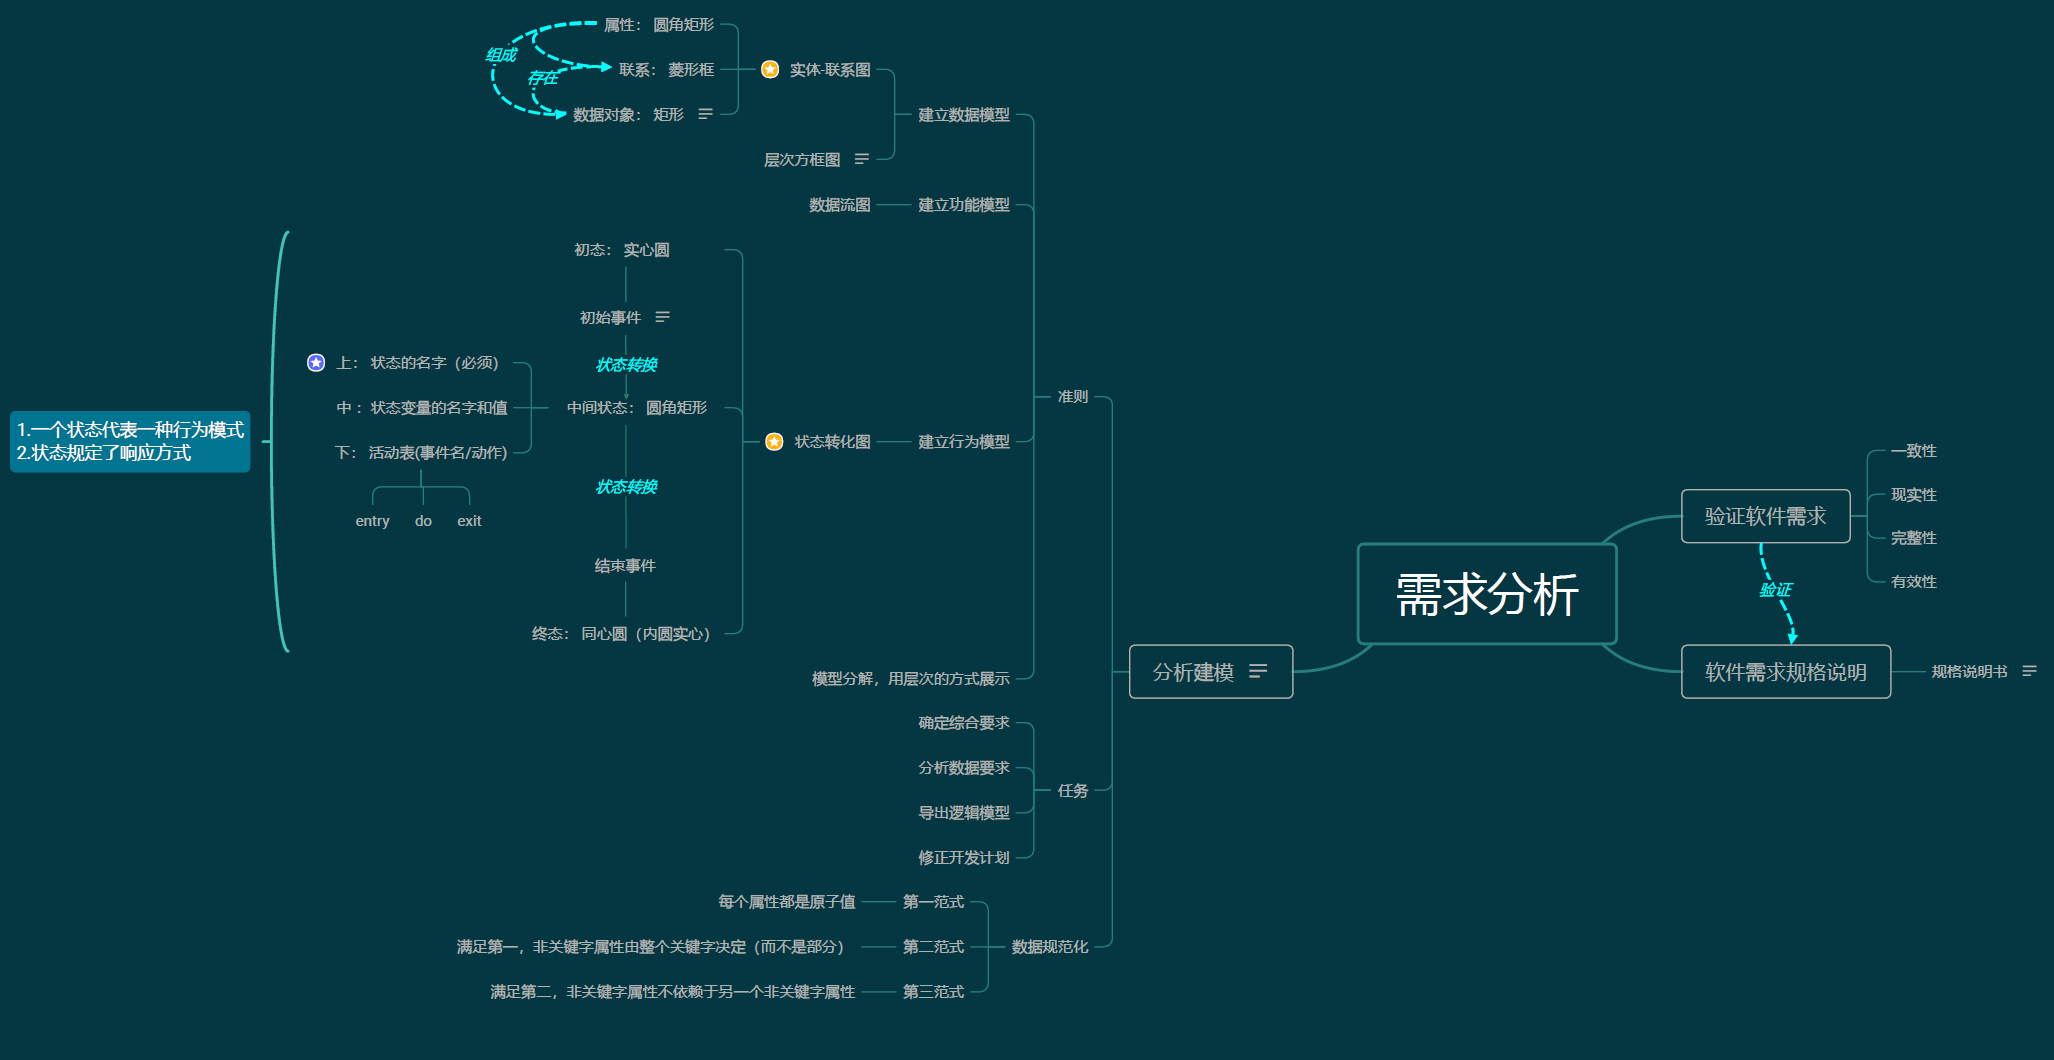 需求分析
验证软件需求
一致性
现实性
完整性
有效性
验证
软件需求规格说明
规格说明书
分析建模
准则
建立数据模型
实体-联系图
属性： 圆角矩形
联系： 菱形框
数据对象： 矩形
组成
存在
层次方框图
建立功能模型
数据流图
建立行为模型
状态转化图
初态： 实心圆
初始事件
状态转换
中间状态： 圆角矩形
上： 状态的名字（必须）
中： 状态变量的名字和值
下： 活动表(事件名/动作)
entry
do
exit
状态转换
结束事件
终态： 同心圆（内圆实心）
1.一个状态代表一种行为模式
2.状态规定了响应方式
模型分解，用层次的方式展示
任务
确定综合要求
分析数据要求
导出逻辑模型
修正开发计划
数据规范化
第一范式
每个属性都是原子值
第二范式
满足第一，非关键字属性由整个关键字决定（而不是部分）
第三范式
满足第二，非关键字属性不依赖于另一个非关键字属性